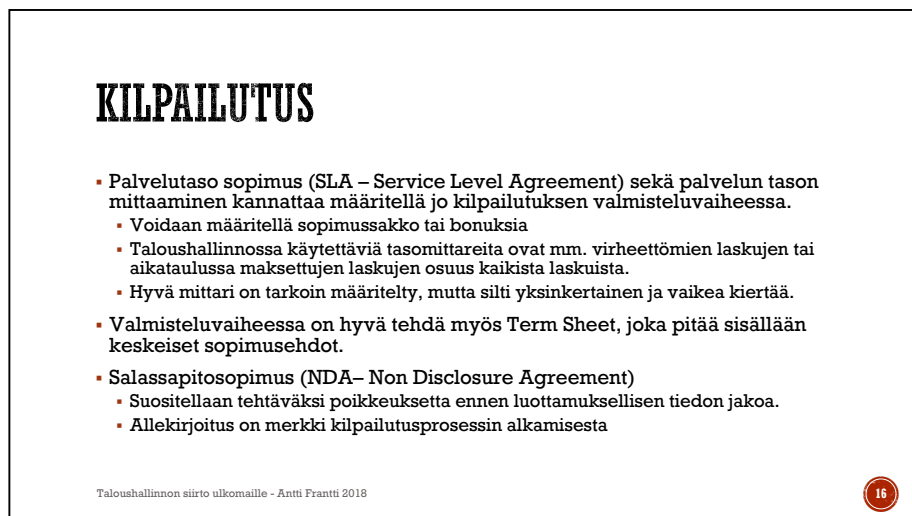 KILPAILUTUS
▪ Palvelutaso sopimus (SLA – Service Level Agreement) sekä palvelun tason
mittaaminen kannattaa määritellä jo kilpailutuksen valmisteluvaiheessa.
▪ Voidaan määritellä sopimussakko tai bonuksia
▪ Taloushallinnossa käytettäviä tasomittareita ovat mm. virheettömien laskujen tai
aikataulussa maksettujen laskujen osuus kaikista laskuista.
▪ Hyvä mittari on tarkoin määritelty, mutta silti yksinkertainen ja vaikea kiertää.
▪ Valmisteluvaiheessa on hyvä tehdä myös Term Sheet, joka pitää sisällään
keskeiset sopimusehdot.
▪ Salassapitosopimus (NDA– Non Disclosure Agreement)
▪ Suositellaan tehtäväksi poikkeuksetta ennen luottamuksellisen tiedon jakoa.
▪ Allekirjoitus on merkki kilpailutusprosessin alkamisesta
Taloushallinnon siirto ulkomaille - Antti Frantti 2018
16